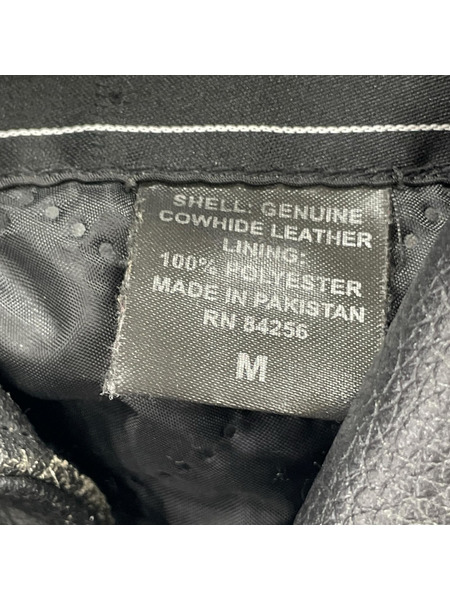 SHELL: GENUINE
COWHIDE LEATHER
LINING:
100% POLYESTER
MADE IN PAKISTAN
RN 84256
M